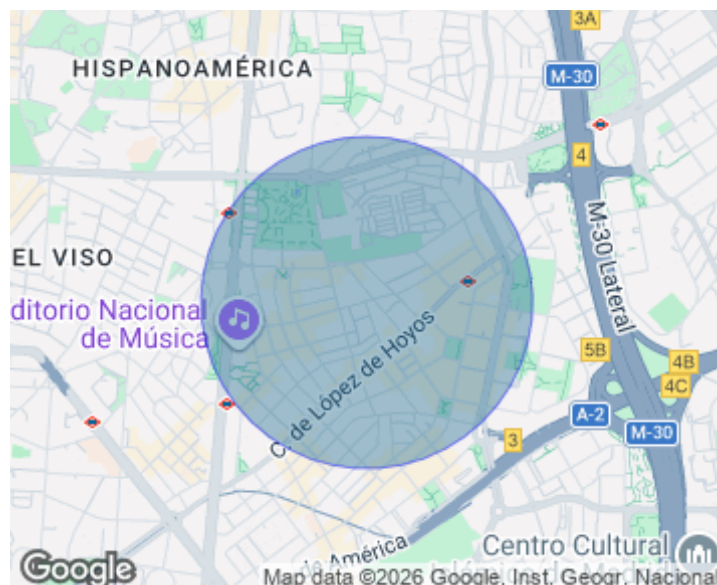 3A
HISPANOAMÉRICA
M-30
4
M-30 Lateral
EL VISO
ditorio Nacional
de Música
C. de López de Hoyos
5B
4B
4C
A-2
M-30
3
América
Centro Cultural
Google
Map data ©2026 Google, Inst. Geogr. Nacional